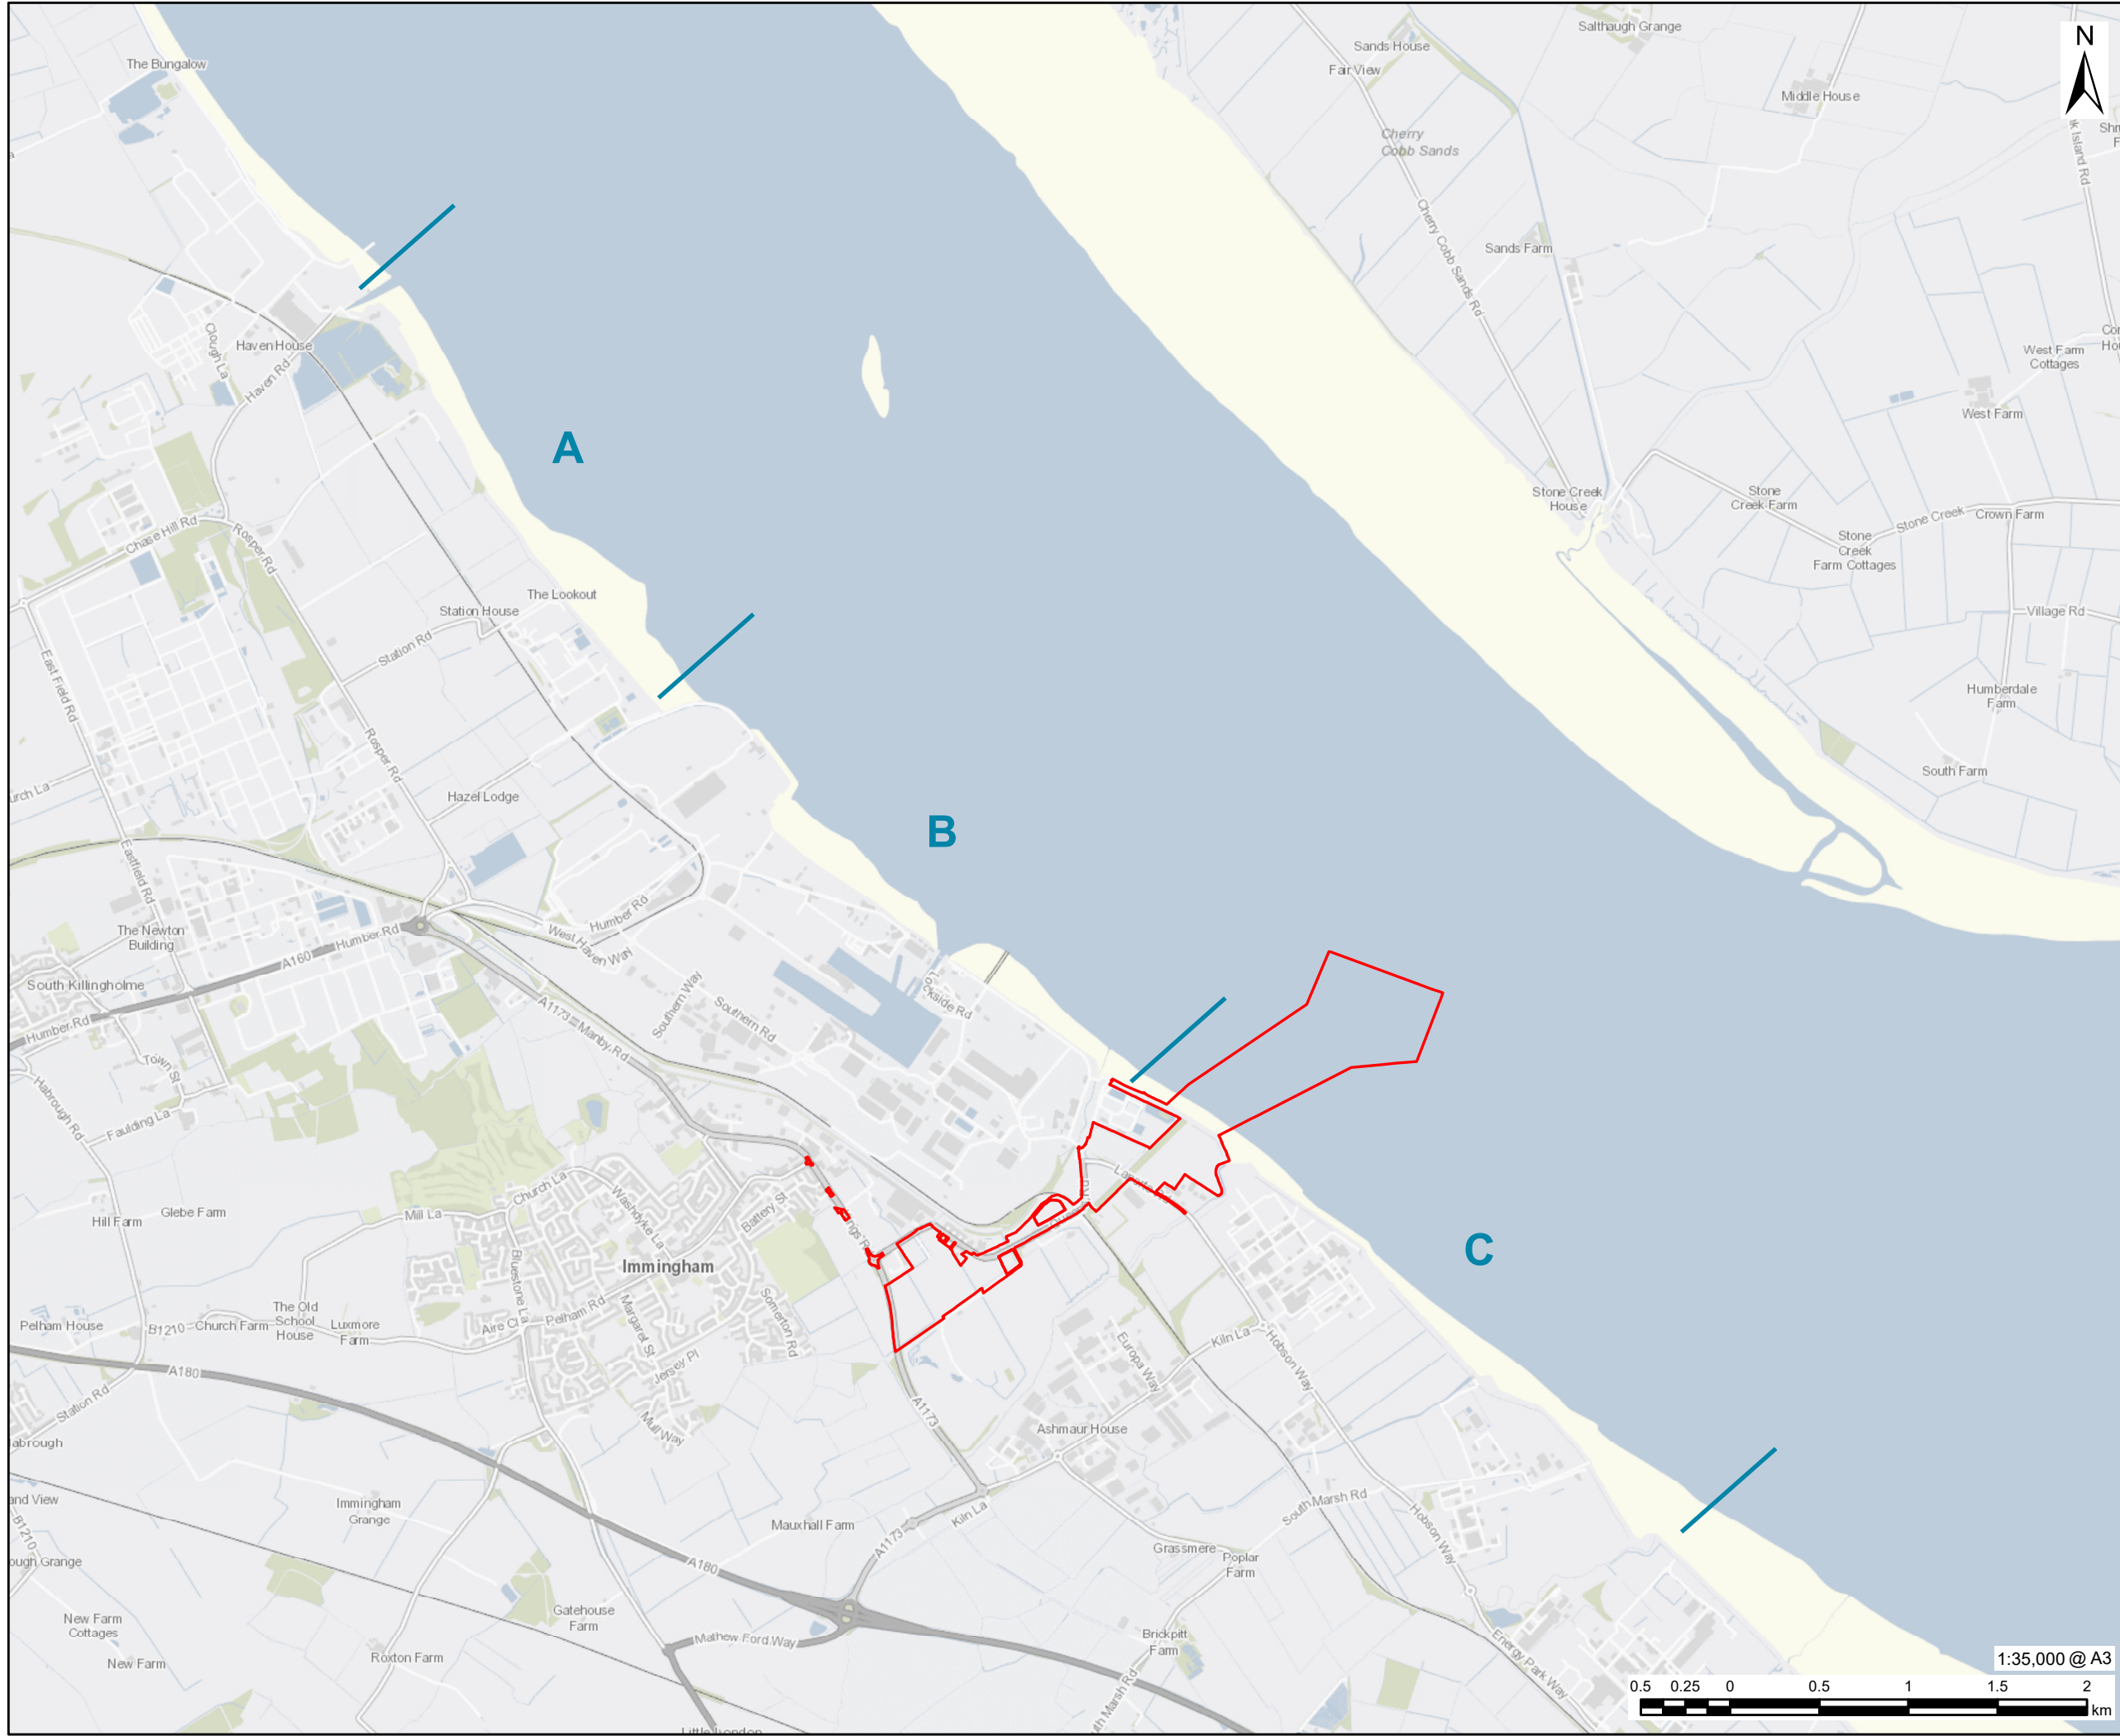 Salthaugh Grange
N
Sands House
The Bungalow
Fair View
Middle House
Cherry
Cobb Sands
Cherry Cobb Sands Rd
Sands Farm
Clough La
Haven House
Haven Rd
West Farm
Cottages
West Farm
A
Stone Creek
House
Stone
Creek Farm
Stone Creek
Crown Farm
Chase Hill Rd
Rosper Rd
Stone
Creek
Farm Cottages
The Lookout
Station House
Village Rd
Station Rd
East Field Rd
Humberdale
Farm
Rosper Rd
South Farm
Hazel Lodge
B
Eastfield Rd
Humber Rd
The Newton
Building
Humber Rd
West Haven Way
A160
South Killingholme
Southern Way
Southern Rd
Humber Rd
A1173
Manby Rd
Town St
Habrough Rd
Faulding La
Church La
Washdyke La
Battery St
Glebe Farm
Hill Farm
Mill La
Immingham
C
Bluestone La
The Old
School
House
Pelham House
B1210
Church Farm
Luxmore
Farm
Aire Cl
Pelham Rd
Margaret St
Somerton Rd
Jersey Pl
Europa Way
Kiln La
Hobson Way
A180
Station Rd
Mull Way
A1173
Ashmaur House
Immingham
Grange
B1210
Mauxhall Farm
Kiln La
South Marsh Rd
Hobson Way
A1173
Grassmere
Poplar
Farm
A180
New Farm
Cottages
Gatehouse
Farm
Mathew Ford Way
Brickpitt
Farm
Roxton Farm
New Farm
Energy Park Way
1:35,000 @ A3
0.5 0.25 0 0.5 1 1.5 2
km